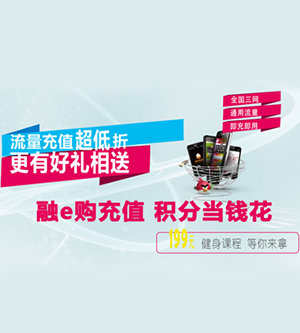 全国三网
通用流量
即充即用
流量充值超低折
更有好礼相送
融e购充值 积分当钱花
199元 健身课程 等你来拿